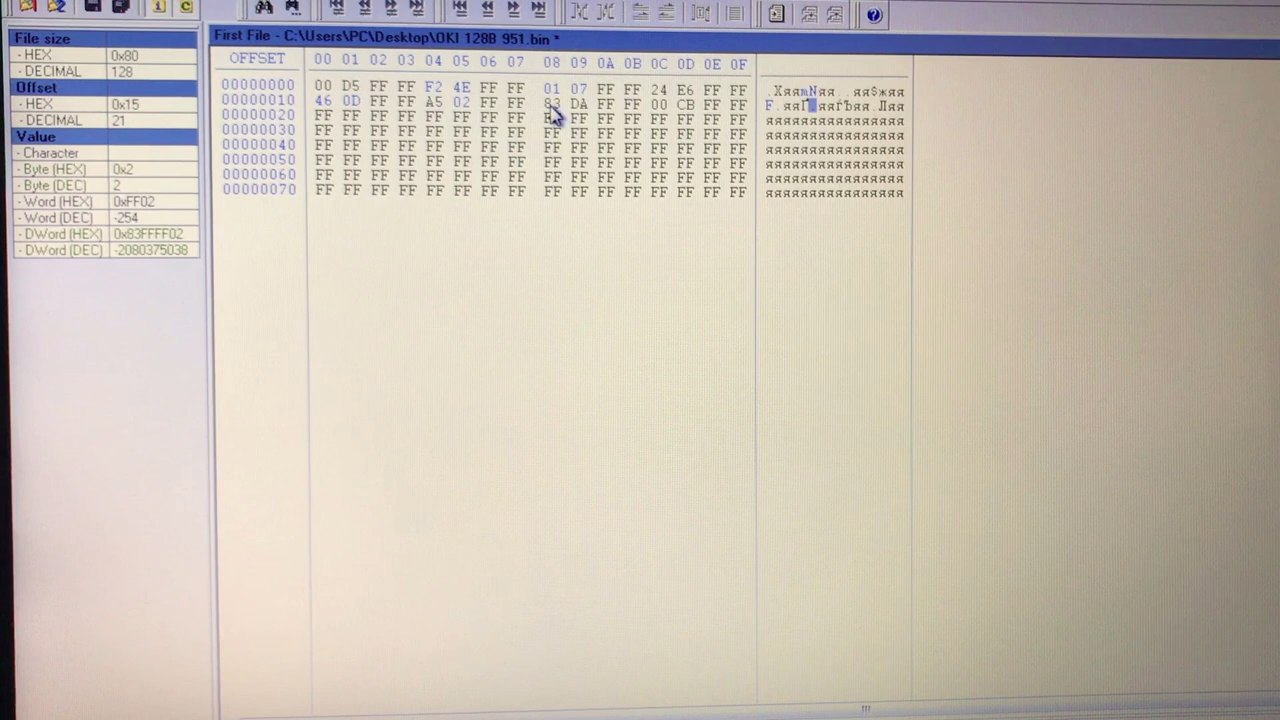 First File - C:\Users\PC\Desktop\OKI 128B 951.bin *
File size
- HEX 0x80
- DECIMAL 128
Offset
- HEX 0x15
- DECIMAL 21
Value
- Character
- Byte (HEX) 0x2
- Byte (DEC) 2
- Word (HEX) 0xFF02
- Word (DEC) -254
- DWord (HEX) 0x83FFFF02
- DWord (DEC) -2080375038
OFFSET 00 01 02 03 04 05 06 07 08 09 0A 0B 0C 0D 0E 0F
00000000 00 D5 FF FF F2 4E FF FF 01 07 FF FF 24 E6 FF FF .ХяятNяя..яя$жяя
00000010 46 0D FF FF A5 02 FF FF 83 DA FF FF 00 CB FF FF F.яяҐ яяѓЪяя.Ляя
00000020 FF FF FF FF FF FF FF FF FF FF FF FF FF FF FF яяяяяяяяяяяяяяяя
00000030 FF FF FF FF FF FF FF FF FF FF FF FF FF FF FF FF яяяяяяяяяяяяяяяя
00000040 FF FF FF FF FF FF FF FF FF FF FF FF FF FF FF FF яяяяяяяяяяяяяяяя
00000050 FF FF FF FF FF FF FF FF FF FF FF FF FF FF FF FF яяяяяяяяяяяяяяяя
00000060 FF FF FF FF FF FF FF FF FF FF FF FF FF FF FF FF яяяяяяяяяяяяяяяя
00000070 FF FF FF FF FF FF FF FF FF FF FF FF FF FF FF FF яяяяяяяяяяяяяяяя